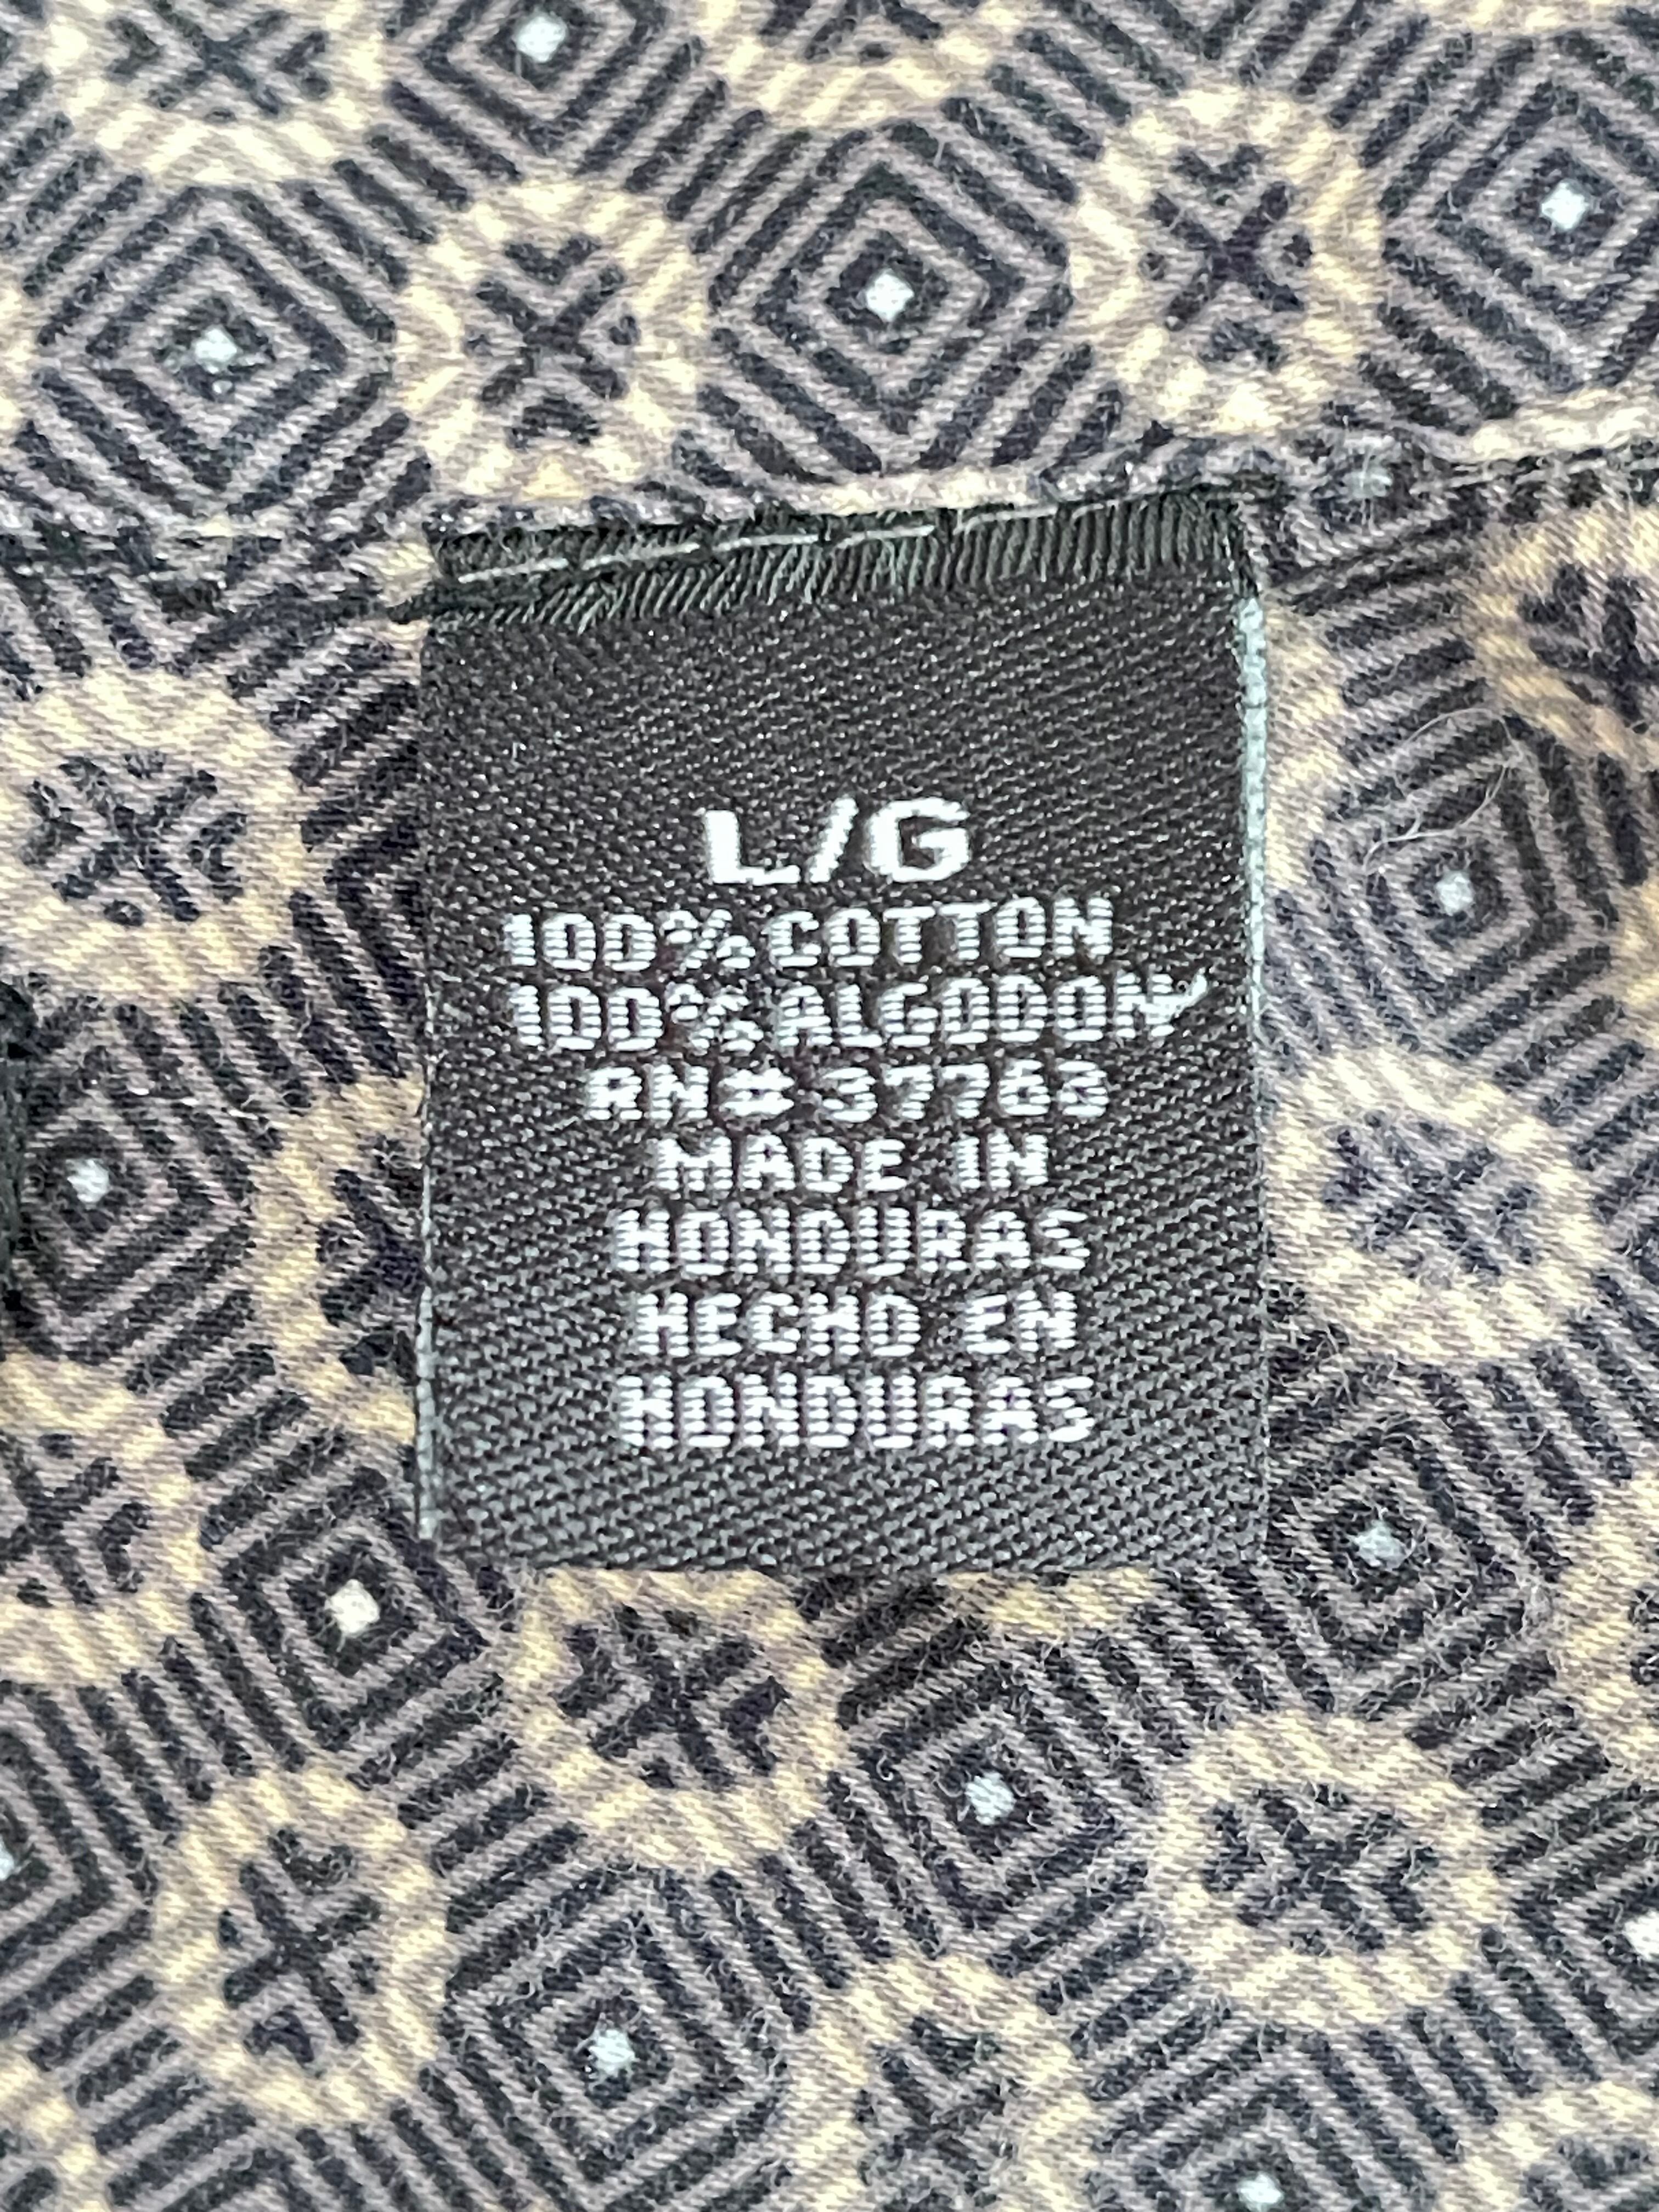 L/G
100% COTTON
100% ALGODON
RN# 37763
MADE IN
HONDURAS
HECHO EN
HONDURAS